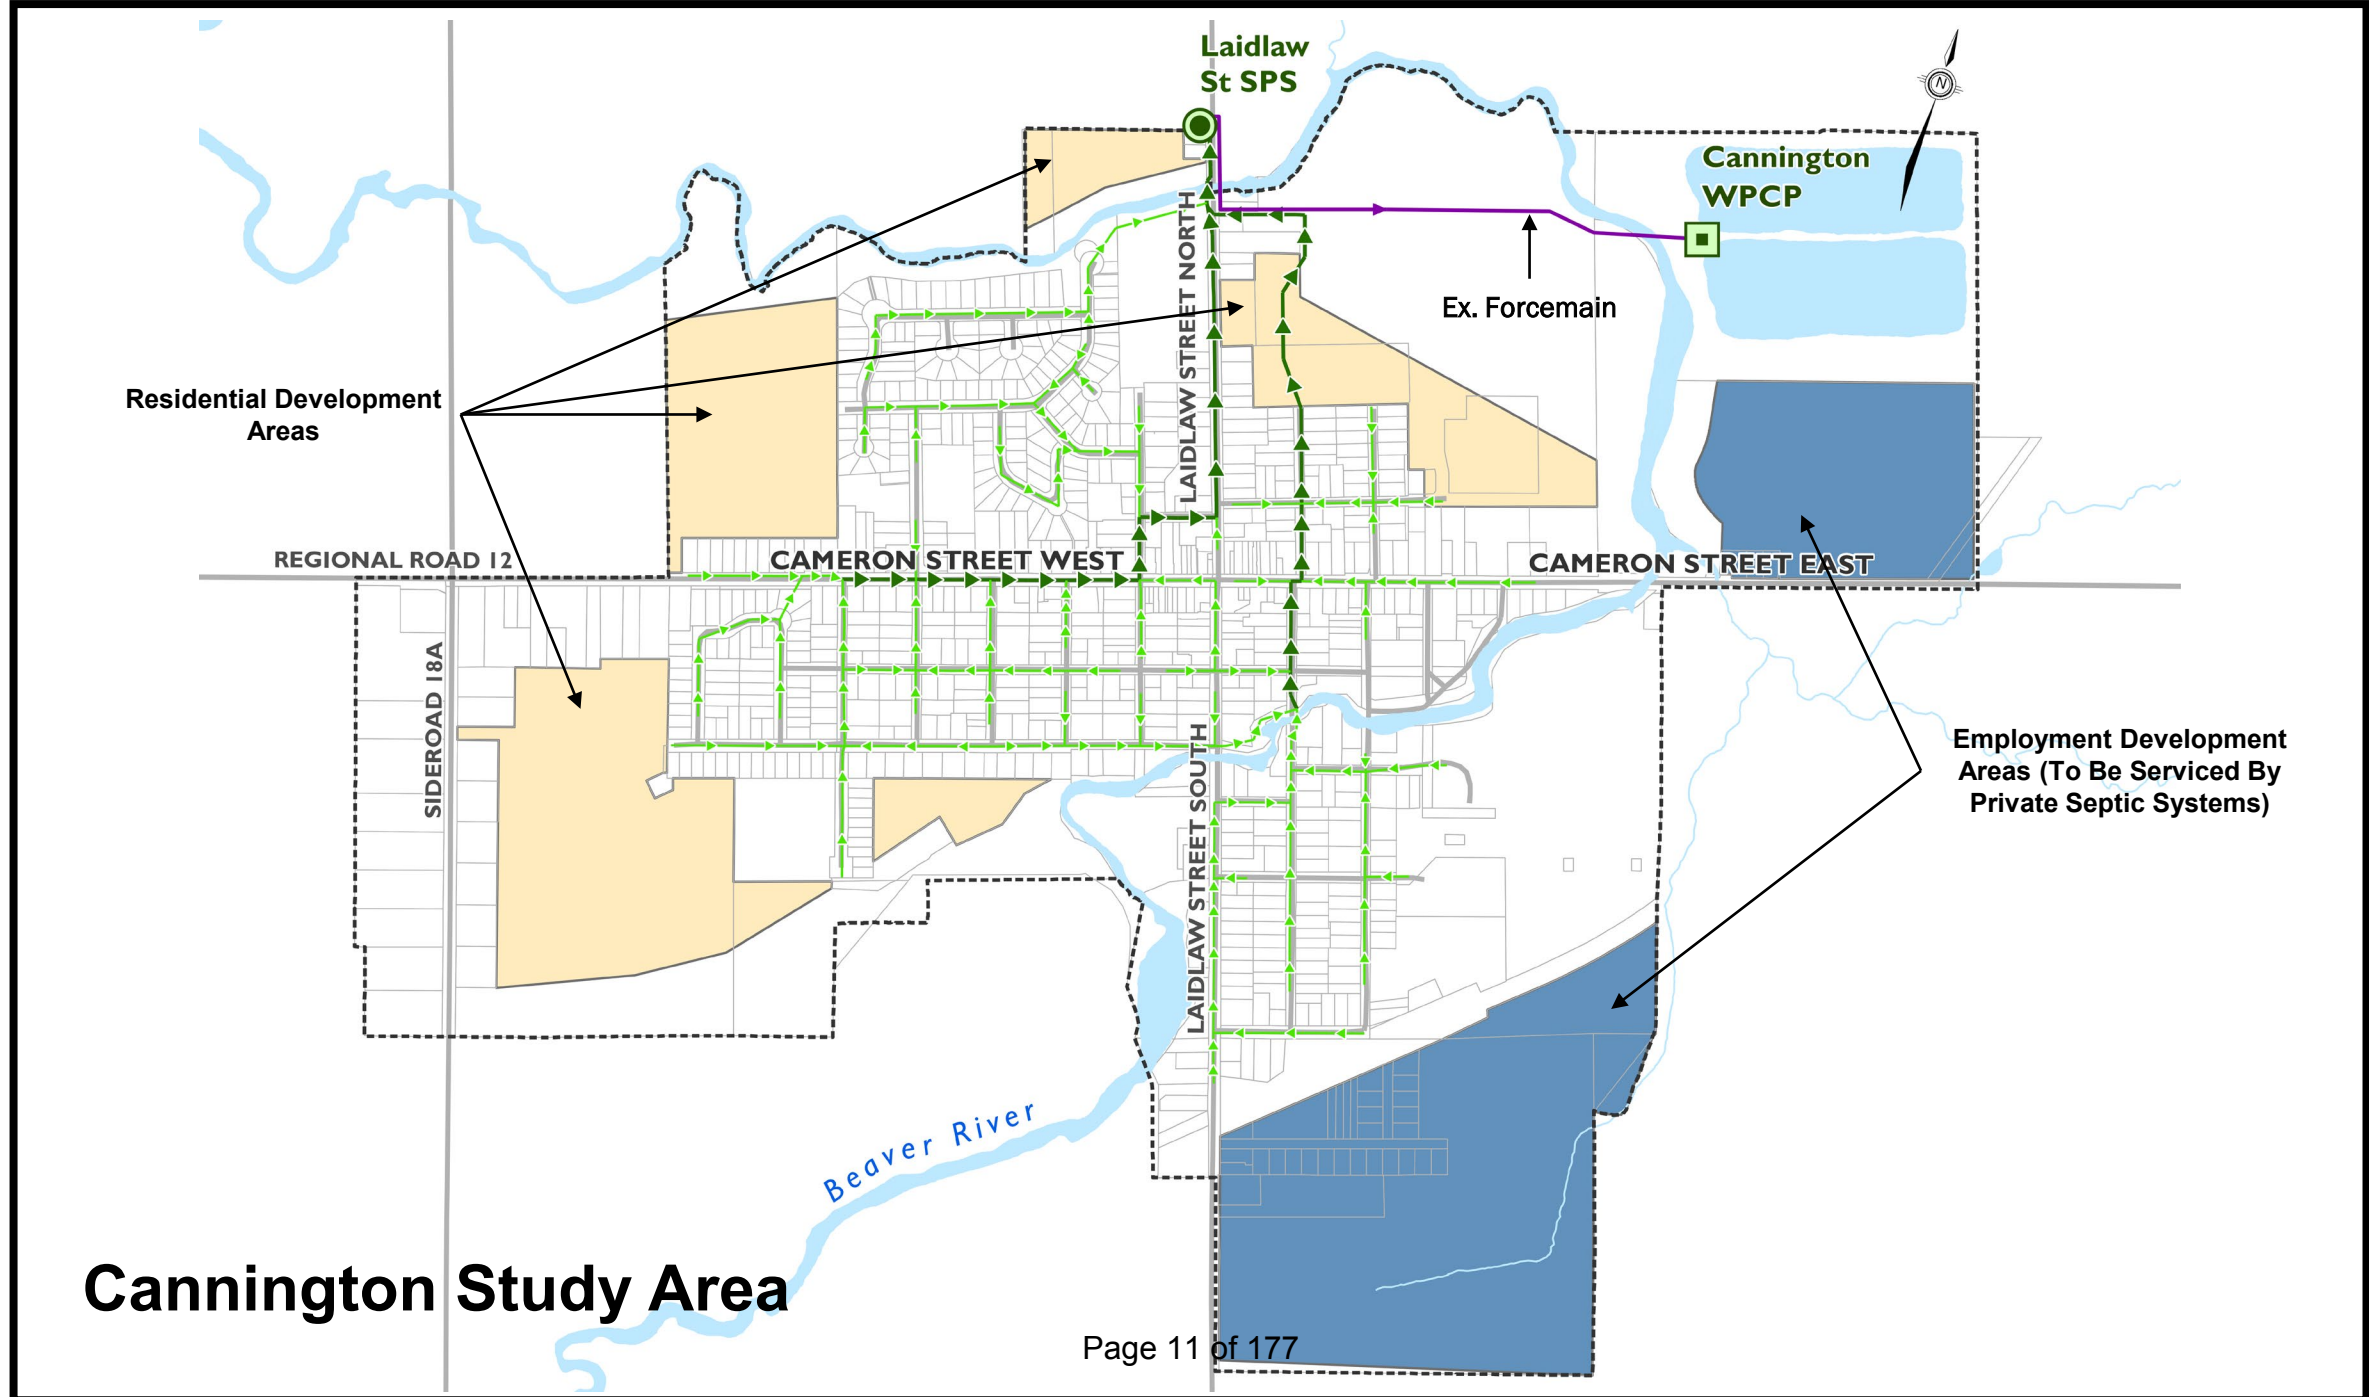 Laidlaw
St SPS
N
Cannington
WPCP
LAIDLAW STREET NORTH
Ex. Forcemain
Residential Development
Areas
REGIONAL ROAD 12
CAMERON STREET WEST
CAMERON STREET EAST
SIDEROAD 18A
LAIDLAW STREET SOUTH
Employment Development
Areas (To Be Serviced By
Private Septic Systems)
Beaver River
Cannington Study Area
Page 11 of 177